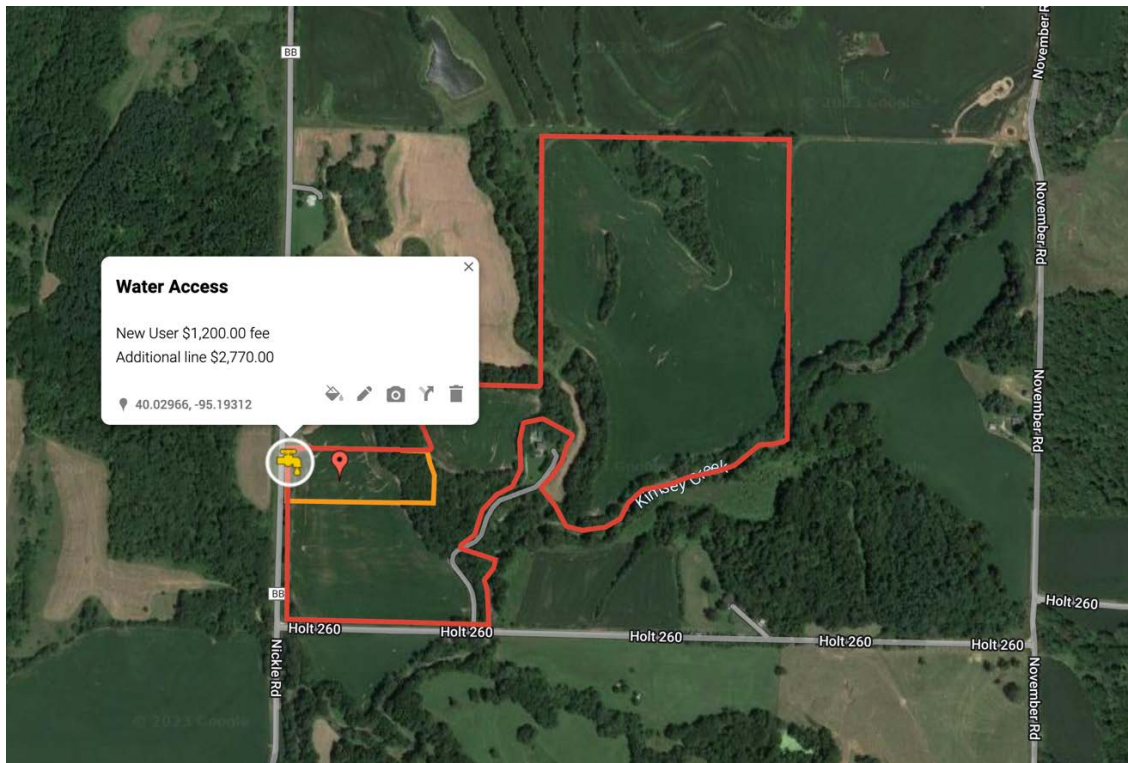 November R
BB
© 2023 Google
November Rd
Water Access
New User $1,200.00 fee
Additional line $2,770.00
40.02966, -95.19312
November Rd
Kimsey Creek
BB
Holt 260
Holt 260
Holt 260
Holt 260
Holt 260
Holt 260
Nickle Rd
November Rd
© 2023 Google